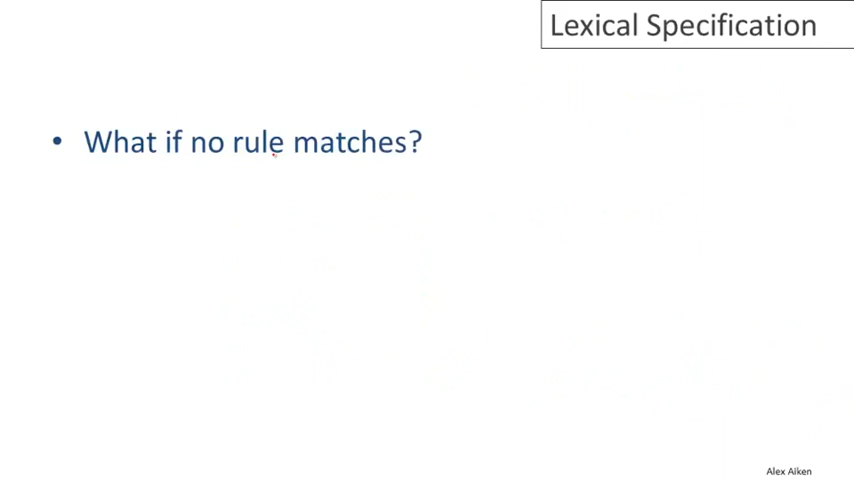 Lexical Specification
• What if no rule matches?
Alex Aiken